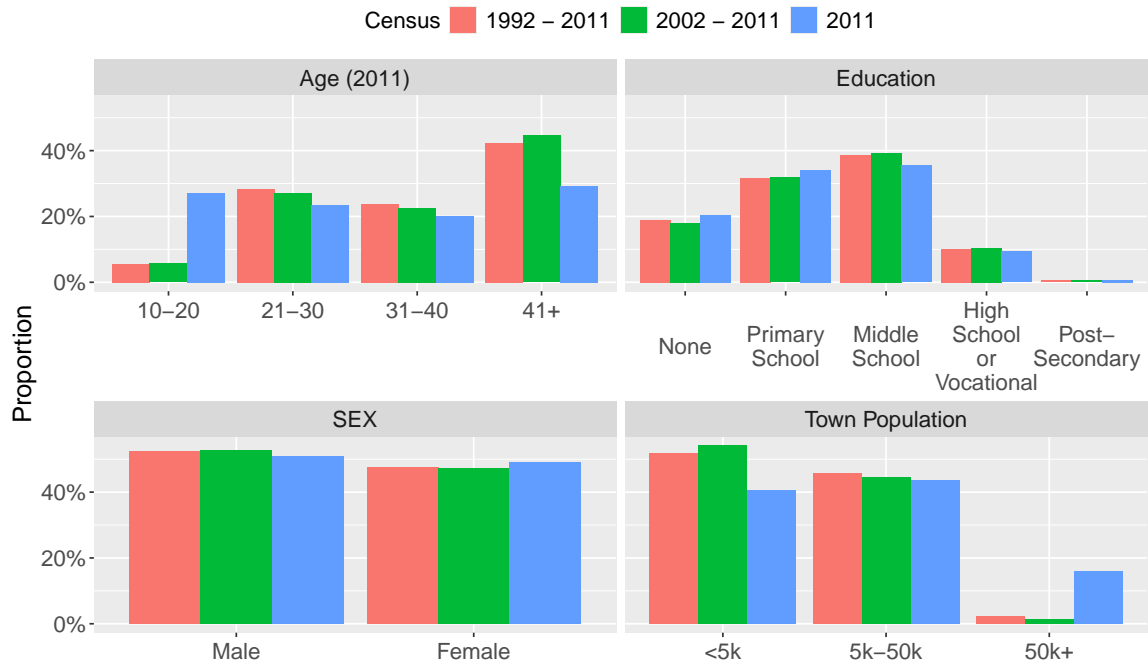 Census 1992 – 2011 2002 – 2011 2011
Age (2011)
Education
40%
20%
0%
10–20 21–30 31–40 41+
None
Primary
School
Middle
School
High
School
or
Vocational
Post–
Secondary
Proportion
SEX
Town Population
40%
20%
0%
Male Female
<5k 5k–50k 50k+